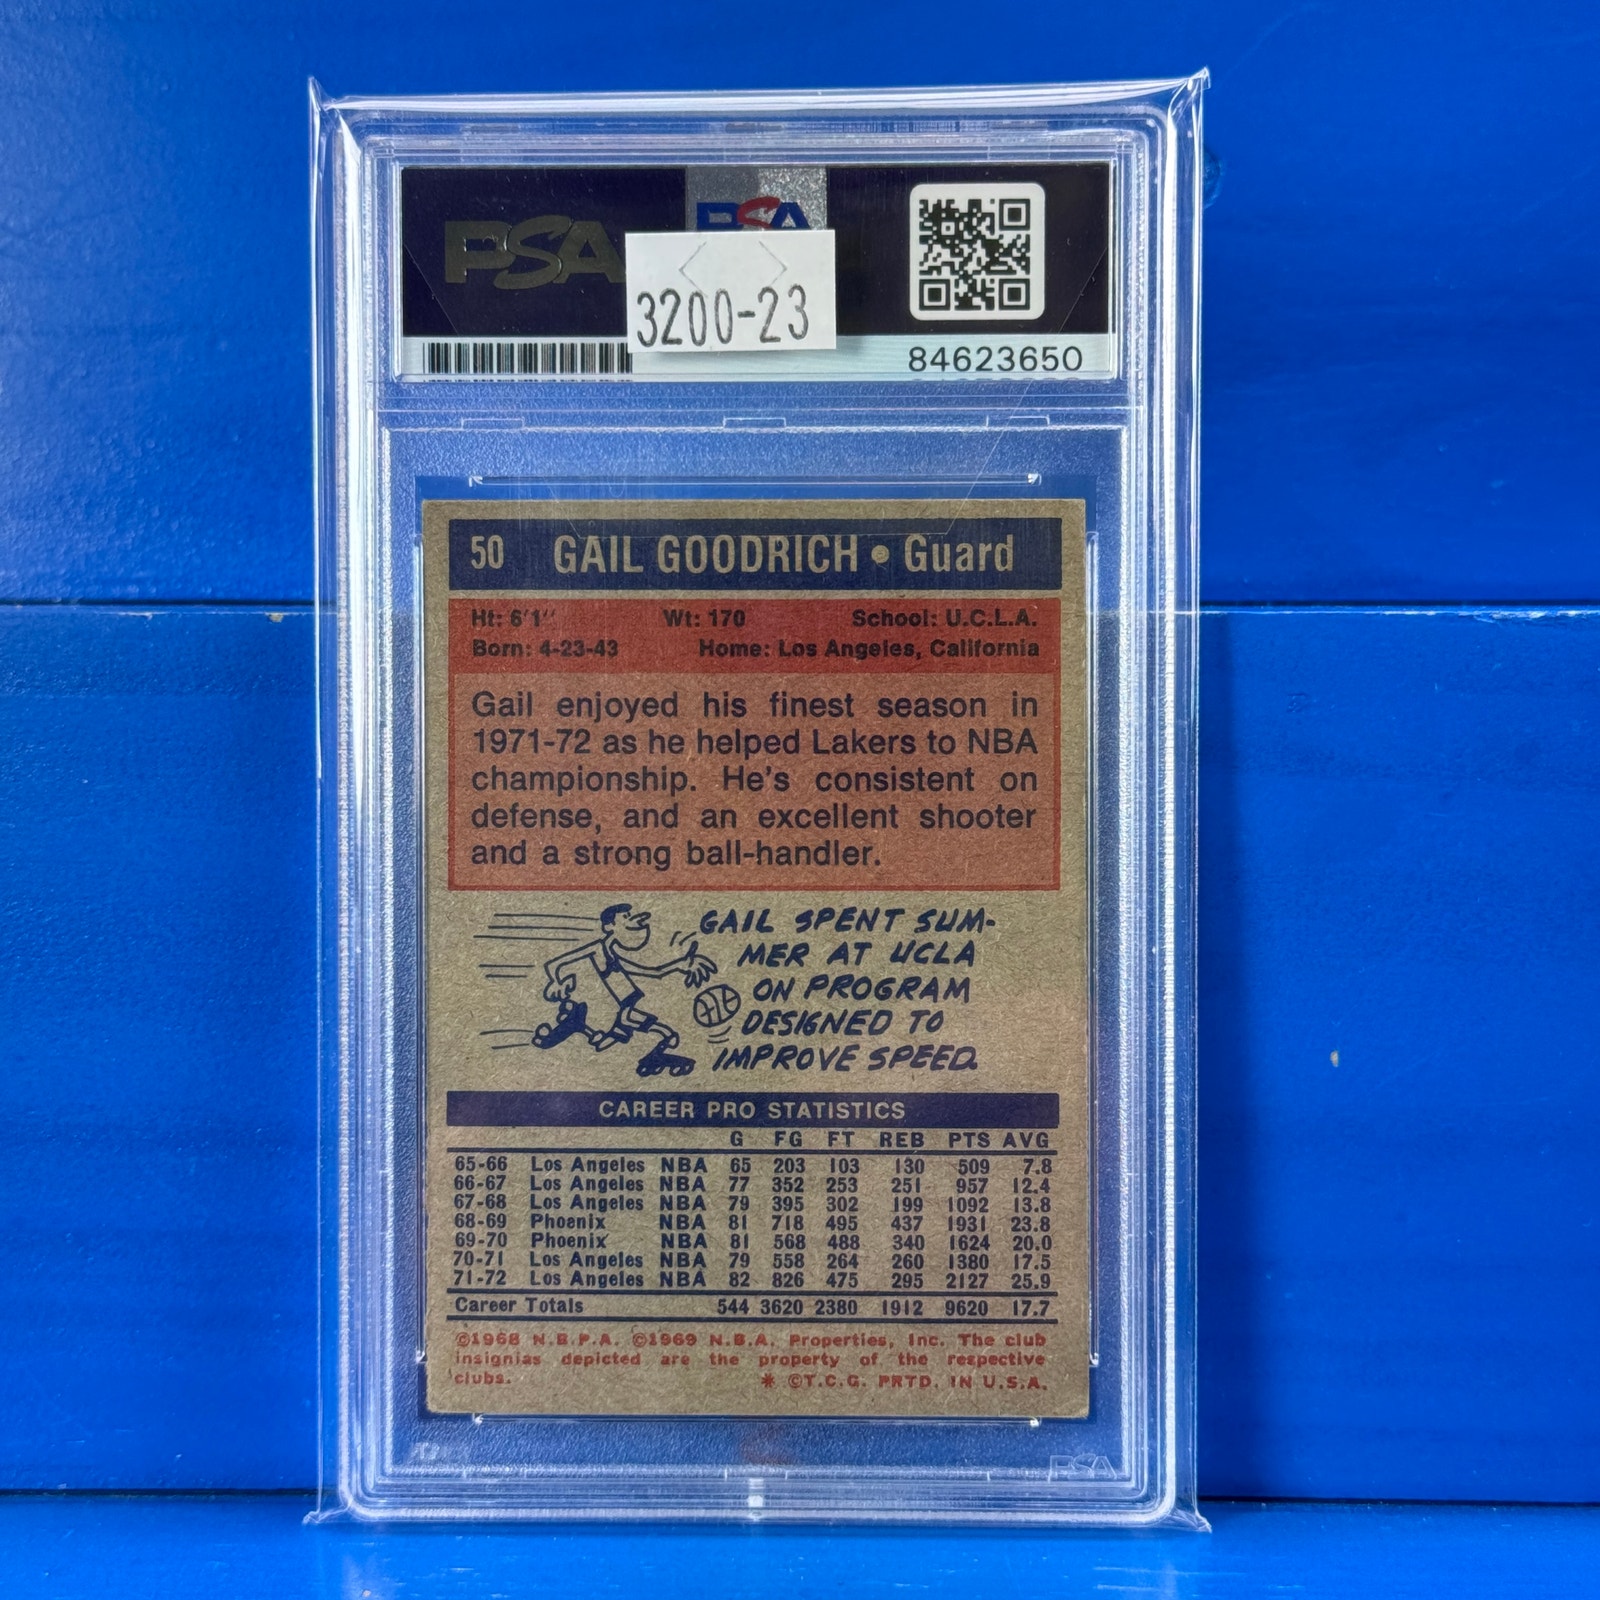 PSA
PSA
3200-23
84623650
50 GAIL GOODRICH • Guard
Ht: 6'1" Wt: 170 School: U.C.L.A.
Born: 4-23-43 Home: Los Angeles, California
Gail enjoyed his finest season in
1971-72 as he helped Lakers to NBA
championship. He's consistent on
defense, and an excellent shooter
and a strong ball-handler.
GAIL SPENT SUM-
MER AT UCLA
ON PROGRAM
DESIGNED TO
IMPROVE SPEED.
CAREER PRO STATISTICS
G FG FT REB PTS AVG
65-66 Los Angeles NBA 65 203 103 130 509 7.8
66-67 Los Angeles NBA 77 352 253 251 957 12.4
67-68 Los Angeles NBA 79 395 302 199 1092 13.8
68-69 Phoenix NBA 81 718 495 437 1931 23.8
69-70 Phoenix NBA 81 568 488 340 1624 20.0
70-71 Los Angeles NBA 79 558 264 260 1380 17.5
71-72 Los Angeles NBA 82 826 475 295 2127 25.9
Career Totals 544 3620 2380 1912 9620 17.7
©1968 N.B.P.A. ©1969 N.B.A. Properties, Inc. The club
insignias depicted are the property of the respective
clubs. * ©T.C.G. PRTD. IN U.S.A.
PSA